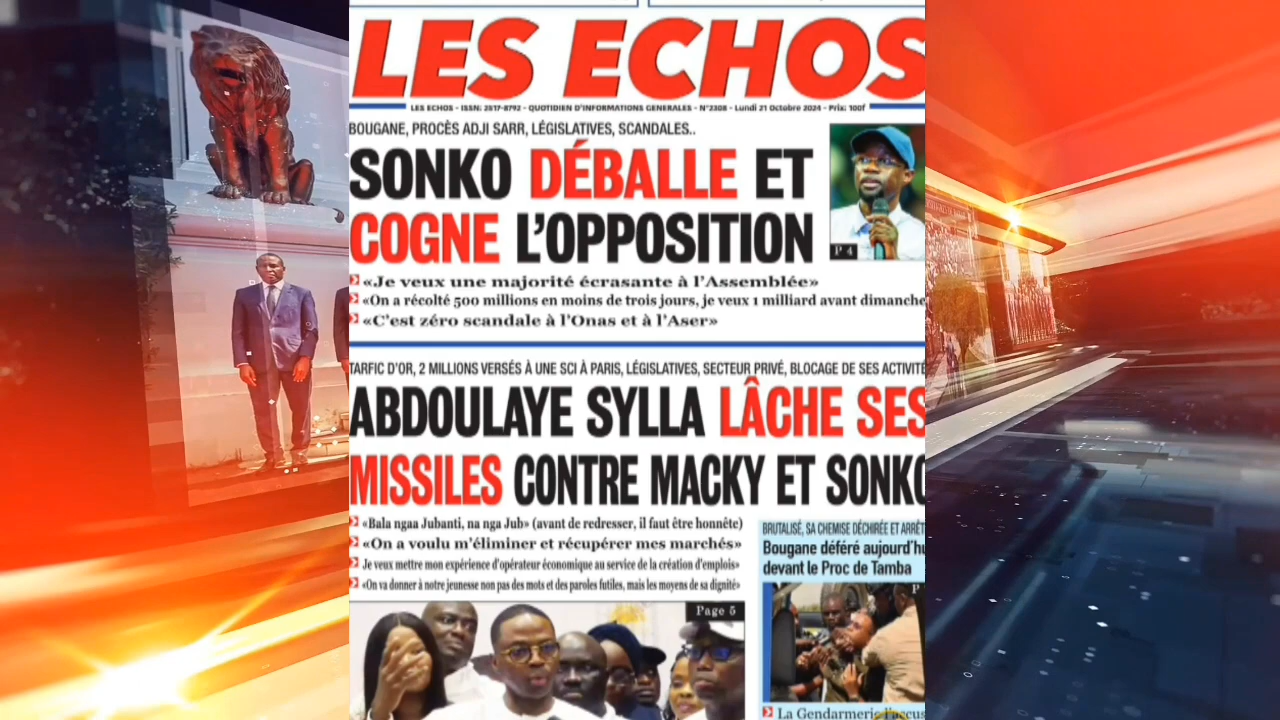 LES ECHOS
LES ECHOS - ISSN: 2817-8792 - QUOTIDIEN D'INFORMATIONS GENERALES - N°2308 - Lundi 21 Octobre 2024 - Prix: 100f
BOUGANE, PROCÈS ADJI SARR, LÉGISLATIVES, SCANDALES..
SONKO DÉBALLE ET
COGNE L'OPPOSITION
P 4
«Je veux une majorité écrasante à l'Assemblée»
«On a récolté 500 millions en moins de trois jours, je veux 1 milliard avant dimanche
«C'est zéro scandale à l'Onas et à l'Aser»
TARFIC D'OR, 2 MILLIONS VERSÉS À UNE SCI À PARIS, LÉGISLATIVES, SECTEUR PRIVÉ, BLOCAGE DE SES ACTIVITÉ
ABDOULAYE SYLLA LÂCHE SES
MISSILES CONTRE MACKY ET SONKO
«Bala ngaa Jubanti, na nga Jub» (avant de redresser, il faut être honnête)
«On a voulu m'éliminer et récupérer mes marchés»
Je veux mettre mon expérience d'opérateur économique au service de la création d'emplois»
«On va donner à notre jeunesse non pas des mots et des paroles futiles, mais les moyens de sa dignité»
Page 5
BRUTALISÉ, SA CHEMISE DÉCHIRÉE ET ARRÊT
Bougane déféré aujourd'hu
devant le Proc de Tamba
P
La Gendarmerie l'accus